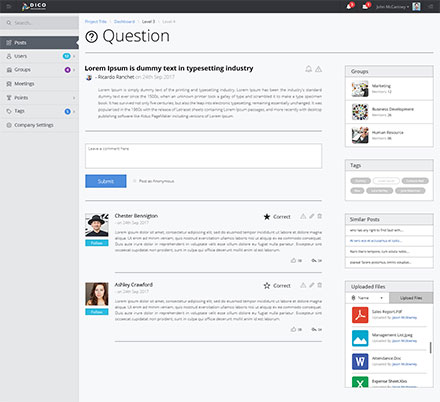 DICO
John McCartney
Search...
Project Title > Dashboard > Level 3 > Level 4
Question
Posts
Users
Groups
Meetings
Points
Tags
Company Settings
Lorem Ipsum is dummy text in typesetting industry
- Ricardo Ranchet on 24th Sep 2017
Lorem Ipsum is simply dummy text of the printing and typesetting industry. Lorem Ipsum has been the industry's standard
dummy text ever since the 1500s, when an unknown printer took a galley of type and scrambled it to make a type specimen
book. It has survived not only five centuries, but also the leap into electronic typesetting, remaining essentially unchanged. It was
popularised in the 1960s with the release of Letraset sheets containing Lorem Ipsum passages, and more recently with desktop
publishing software like Aldus PageMaker including versions of Lorem Ipsum.
Leave a comment here
Submit
Post as Anonymous
Chester Bennington
- on 24th Sep 2017
Correct
Follow
Lorem ipsum dolor sit amet, consectetur adipiscing elit, sed do eiusmod tempor incididunt ut labore et dolore magna aliqua.
Ut enim ad minim veniam, quis nostrud exercitation ullamco laboris nisi ut aliquip ex ea commodo consequat.
Duis aute irure dolor in reprehenderit in voluptate velit esse cillum dolore eu fugiat nulla pariatur. Excepteur sint
occaecat cupidatat non proident, sunt in culpa qui officia deserunt mollit anim id est laborum.
Ashley Crawford
- on 24th Sep 2017
Correct
Follow
Lorem ipsum dolor sit amet, consectetur adipiscing elit, sed do eiusmod tempor incididunt ut labore et dolore magna aliqua.
Ut enim ad minim veniam, quis nostrud exercitation ullamco laboris nisi ut aliquip ex ea commodo consequat.
Duis aute irure dolor in reprehenderit in voluptate velit esse cillum dolore eu fugiat nulla pariatur. Excepteur sint
occaecat cupidatat non proident, sunt in culpa qui officia deserunt mollit anim id est laborum.
Groups
Marketing
Business Development
Human Resource
Tags
Similar Posts
Uploaded Files
Name
Upload Files
Sales Report.Pdf
Uploaded By Jason Mctiheney
Management List.jpeg
Uploaded By Jason Mctiheney
Attendance Doc
Uploaded By Jason Mctiheney
Expense Sheet.Xlsx